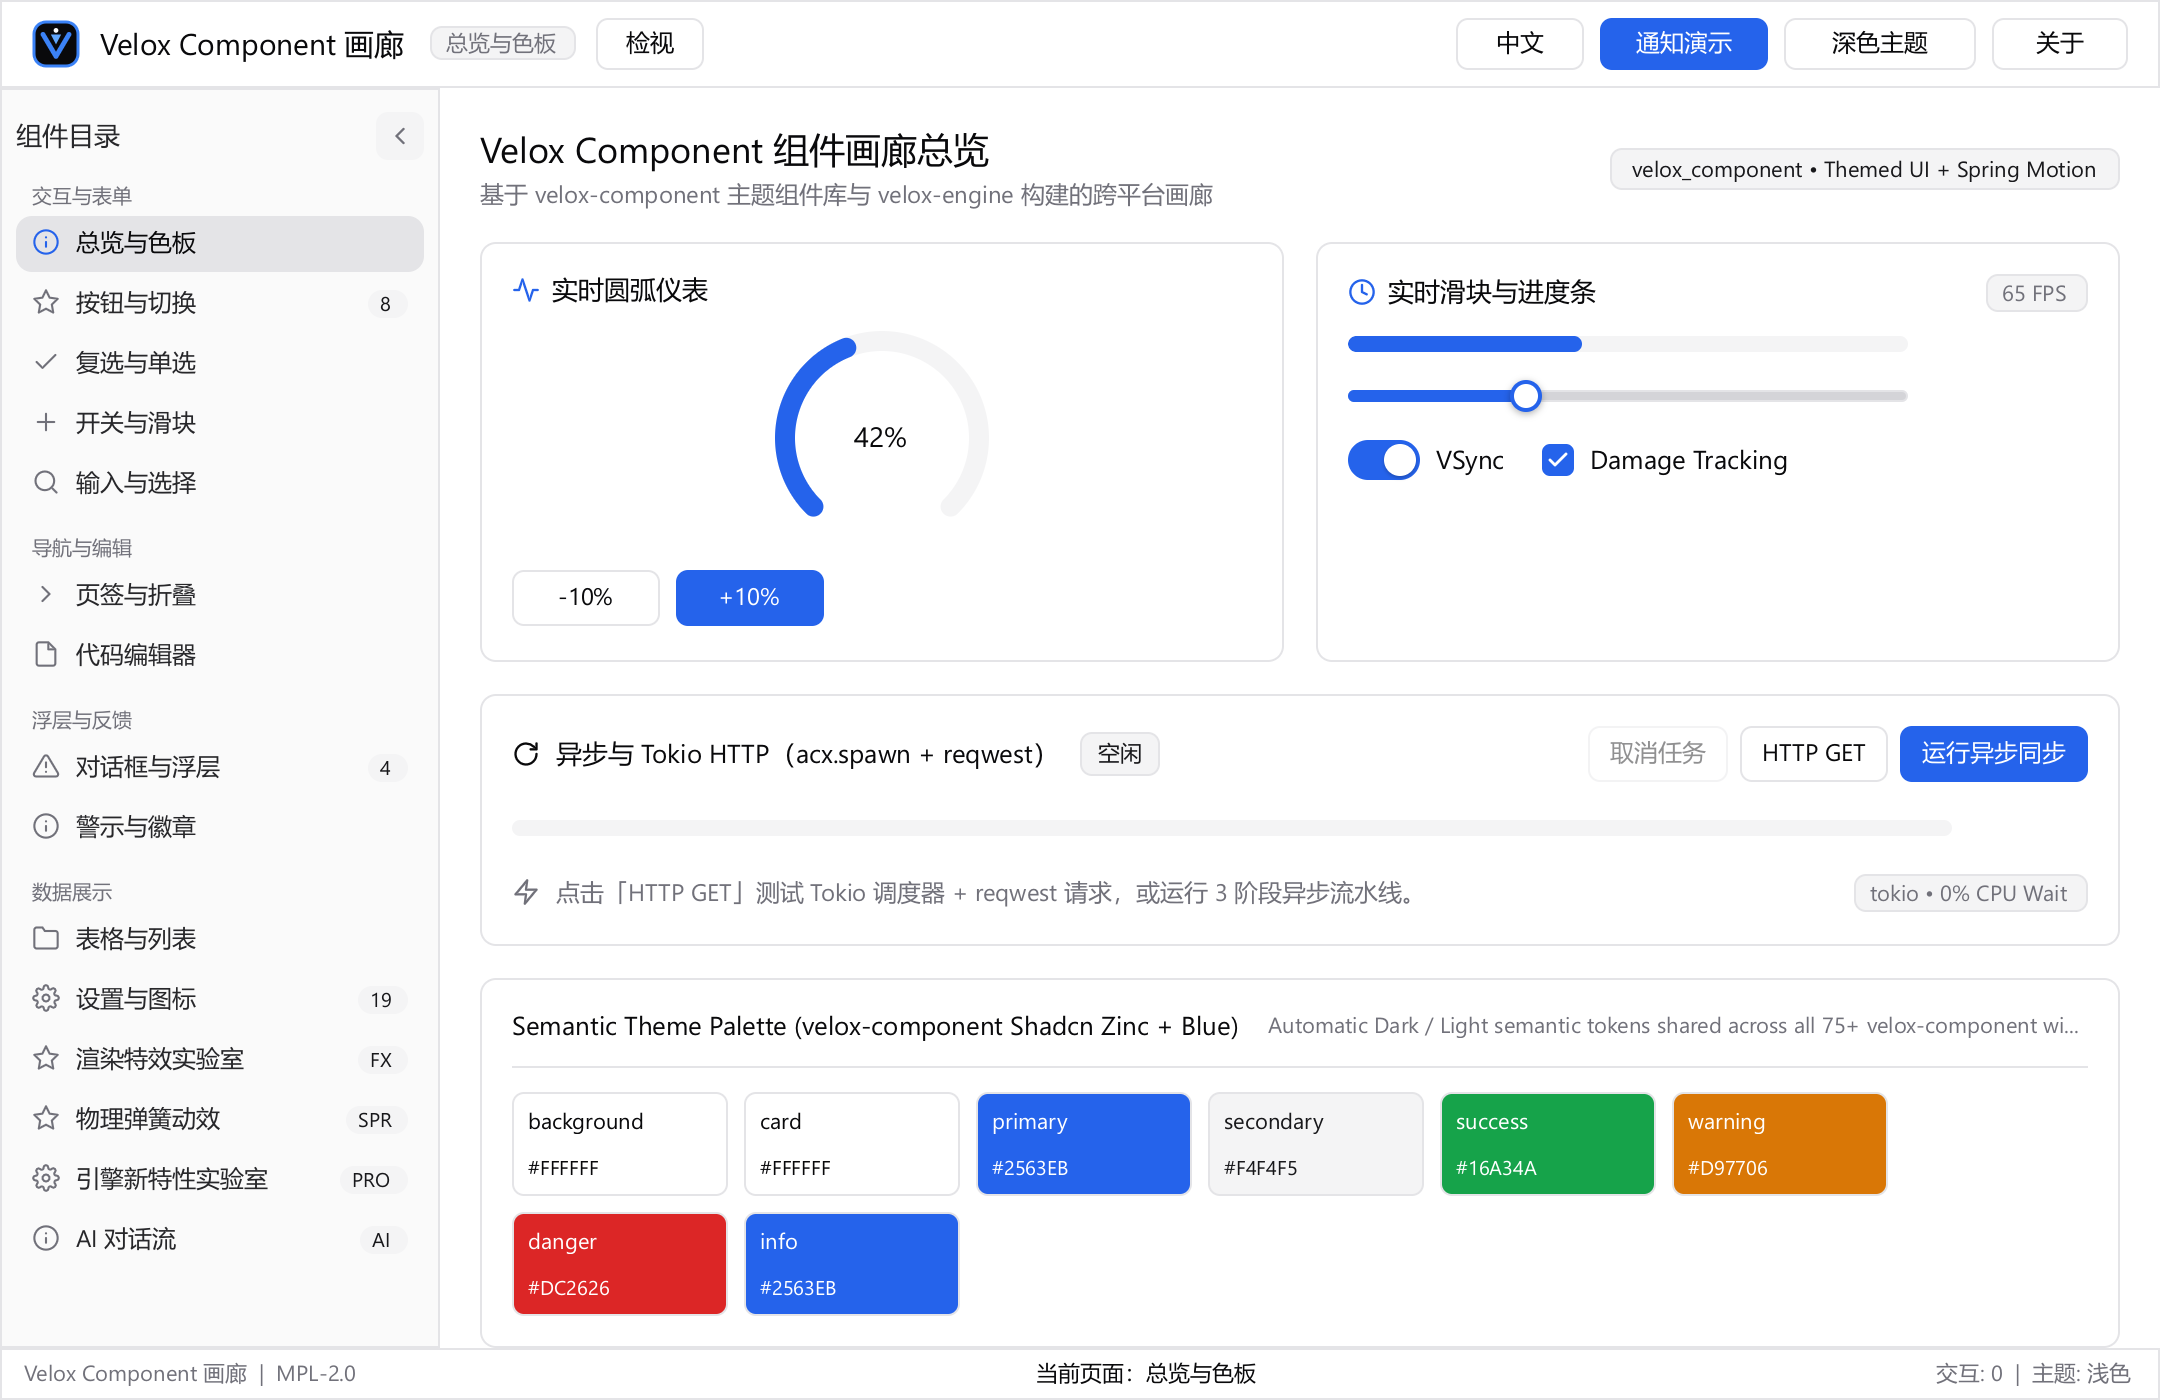 Velox Component 画廊
总览与色板
检视
中文
通知演示
深色主题
关于
组件目录
交互与表单
总览与色板
按钮与切换 8
复选与单选
开关与滑块
输入与选择
导航与编辑
页签与折叠
代码编辑器
浮层与反馈
对话框与浮层 4
警示与徽章
数据展示
表格与列表
设置与图标 19
渲染特效实验室 FX
物理弹簧动效 SPR
引擎新特性实验室 PRO
AI 对话流 AI
Velox Component 组件画廊总览
基于 velox-component 主题组件库与 velox-engine 构建的跨平台画廊
velox_component • Themed UI + Spring Motion
实时圆弧仪表
42%
-10%
+10%
实时滑块与进度条
65 FPS
VSync
Damage Tracking
异步与 Tokio HTTP（acx.spawn + reqwest）
空闲
取消任务
HTTP GET
运行异步同步
点击「HTTP GET」测试 Tokio 调度器 + reqwest 请求，或运行 3 阶段异步流水线。
tokio • 0% CPU Wait
Semantic Theme Palette (velox-component Shadcn Zinc + Blue)
Automatic Dark / Light semantic tokens shared across all 75+ velox-component wi...
background
#FFFFFF
card
#FFFFFF
primary
#2563EB
secondary
#F4F4F5
success
#16A34A
warning
#D97706
danger
#DC2626
info
#2563EB
Velox Component 画廊 | MPL-2.0
当前页面：总览与色板
交互: 0 | 主题: 浅色